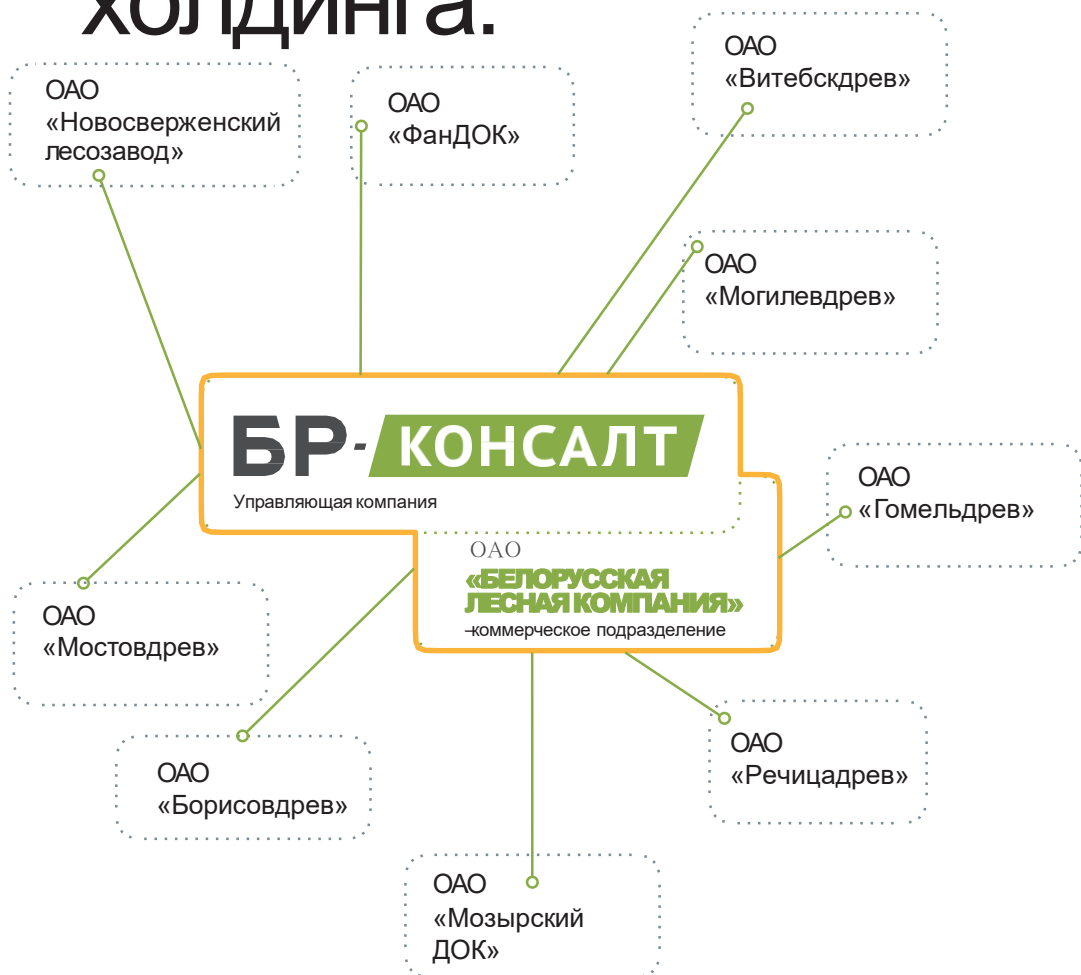 холдинга.
ОАО
«Витебскдрев»
ОАО
«Новосверженский
лесозавод»
ОАО
«ФанДОК»
ОАО
«Могилевдрев»
БР-КОНСАЛТ
Управляющая компания
ОАО
«Гомельдрев»
ОАО
«БЕЛОРУССКАЯ
ЛЕСНАЯ КОМПАНИЯ»
–коммерческое подразделение
ОАО
«Мостовдрев»
ОАО
«Речицадрев»
ОАО
«Борисовдрев»
ОАО
«Мозырский
ДОК»